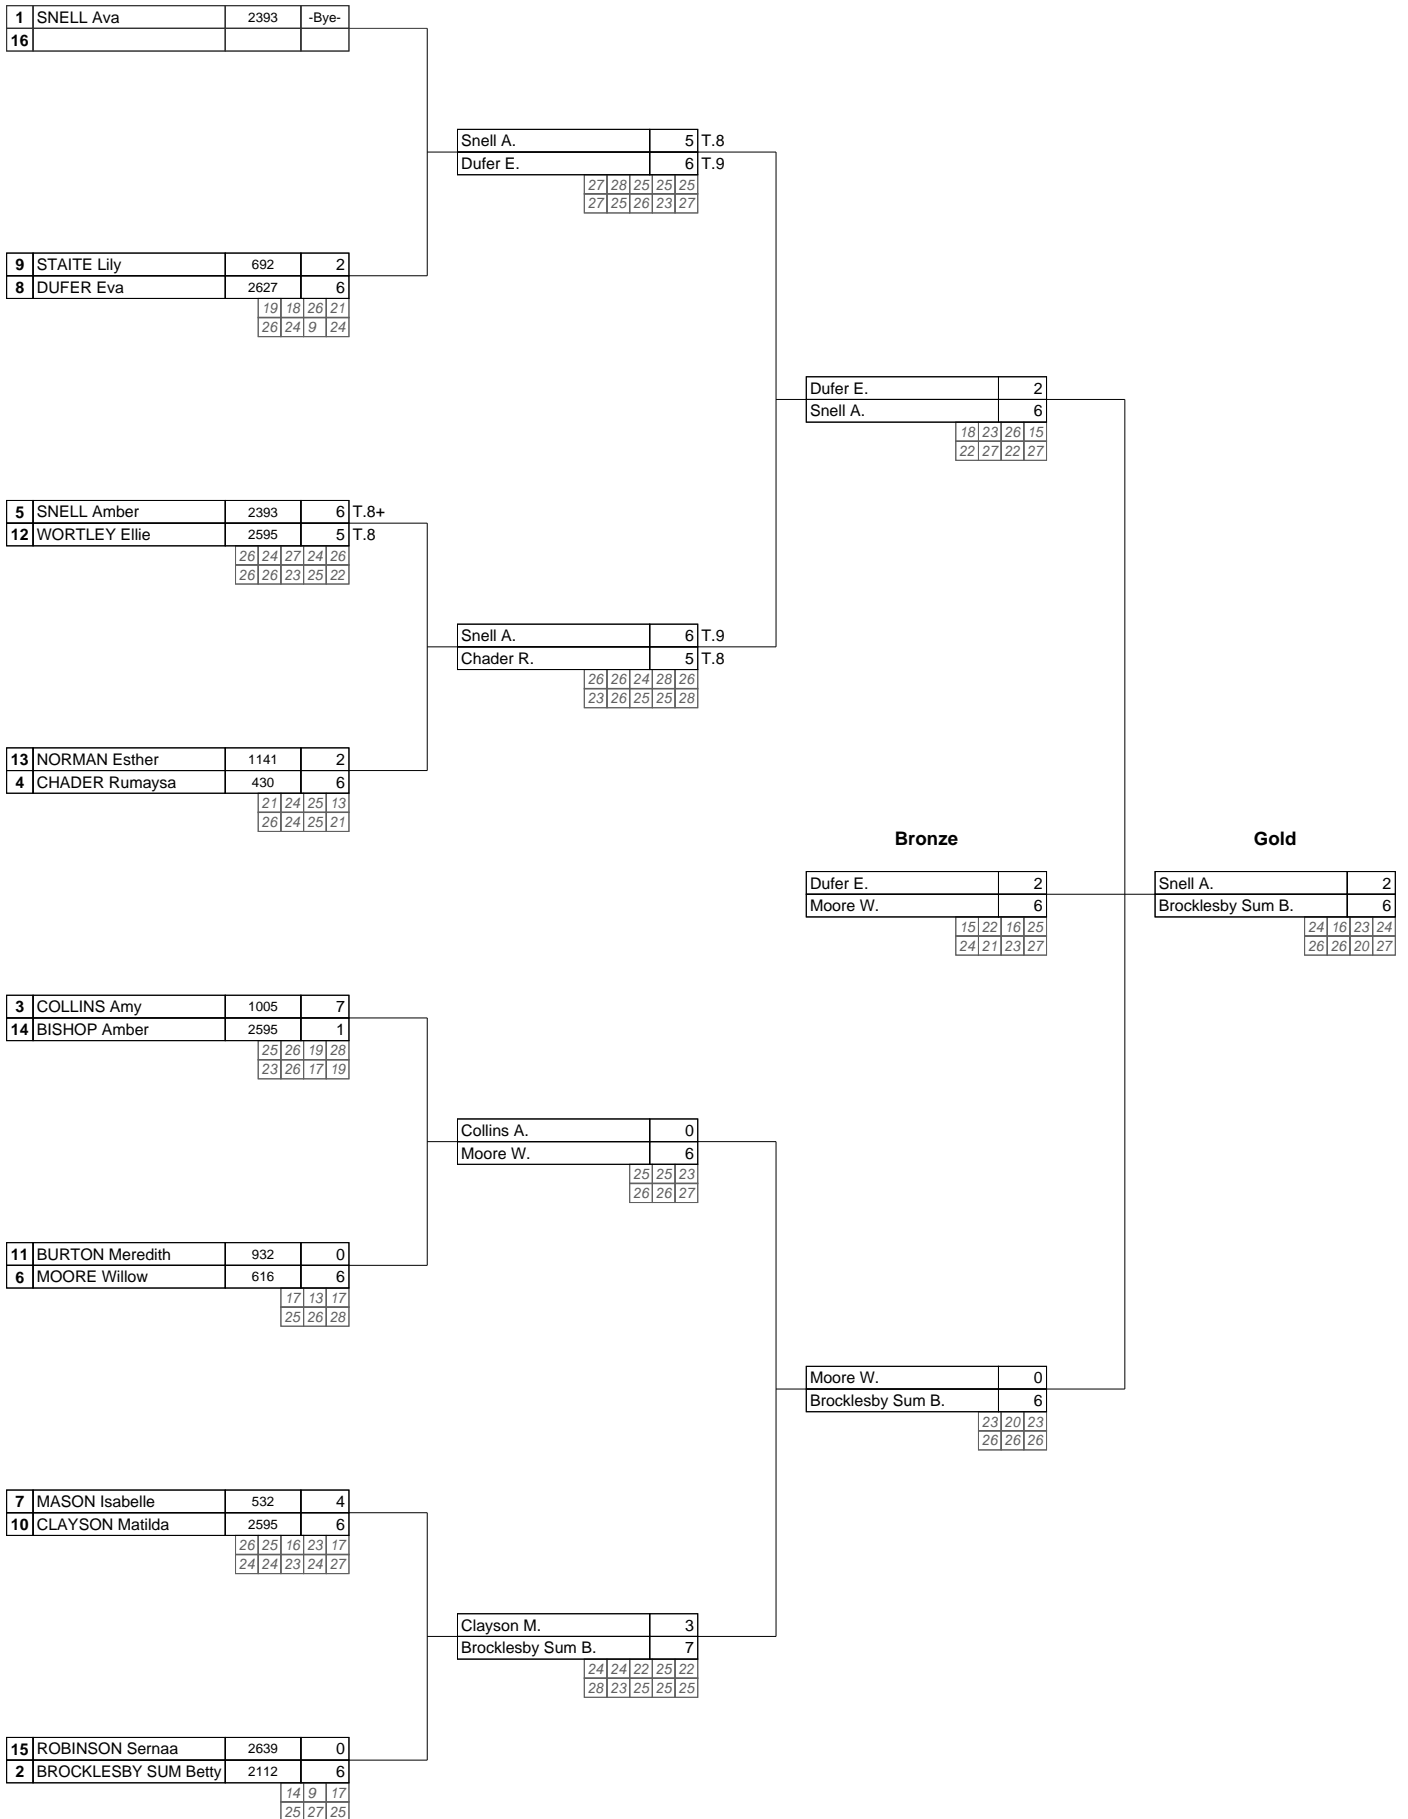 1 SNELL Ava 2393 -Bye-
16
Snell A. 5 T.8
Dufer E. 6 T.9
27 28 25 25 25
27 25 26 23 27
9 STAITE Lily 692 2
8 DUFER Eva 2627 6
19 18 26 21
26 24 9 24
Dufer E. 2
Snell A. 6
18 23 26 15
22 27 22 27
5 SNELL Amber 2393 6 T.8+
12 WORTLEY Ellie 2595 5 T.8
26 24 27 24 26
26 26 23 25 22
Snell A. 6 T.9
Chader R. 5 T.8
26 26 24 28 26
23 26 25 25 28
13 NORMAN Esther 1141 2
4 CHADER Rumaysa 430 6
21 24 25 13
26 24 25 21
Bronze
Dufer E. 2
Moore W. 6
15 22 16 25
24 21 23 27
Gold
Snell A. 2
Brocklesby Sum B. 6
24 16 23 24
26 26 20 27
3 COLLINS Amy 1005 7
14 BISHOP Amber 2595 1
25 26 19 28
23 26 17 19
Collins A. 0
Moore W. 6
25 25 23
26 26 27
11 BURTON Meredith 932 0
6 MOORE Willow 616 6
17 13 17
25 26 28
Moore W. 0
Brocklesby Sum B. 6
23 20 23
26 26 26
7 MASON Isabelle 532 4
10 CLAYSON Matilda 2595 6
26 25 16 23 17
24 24 23 24 27
Clayson M. 3
Brocklesby Sum B. 7
24 24 22 25 22
28 23 25 25 25
15 ROBINSON Sernaa 2639 0
2 BROCKLESBY SUM Betty 2112 6
14 9 17
25 27 25